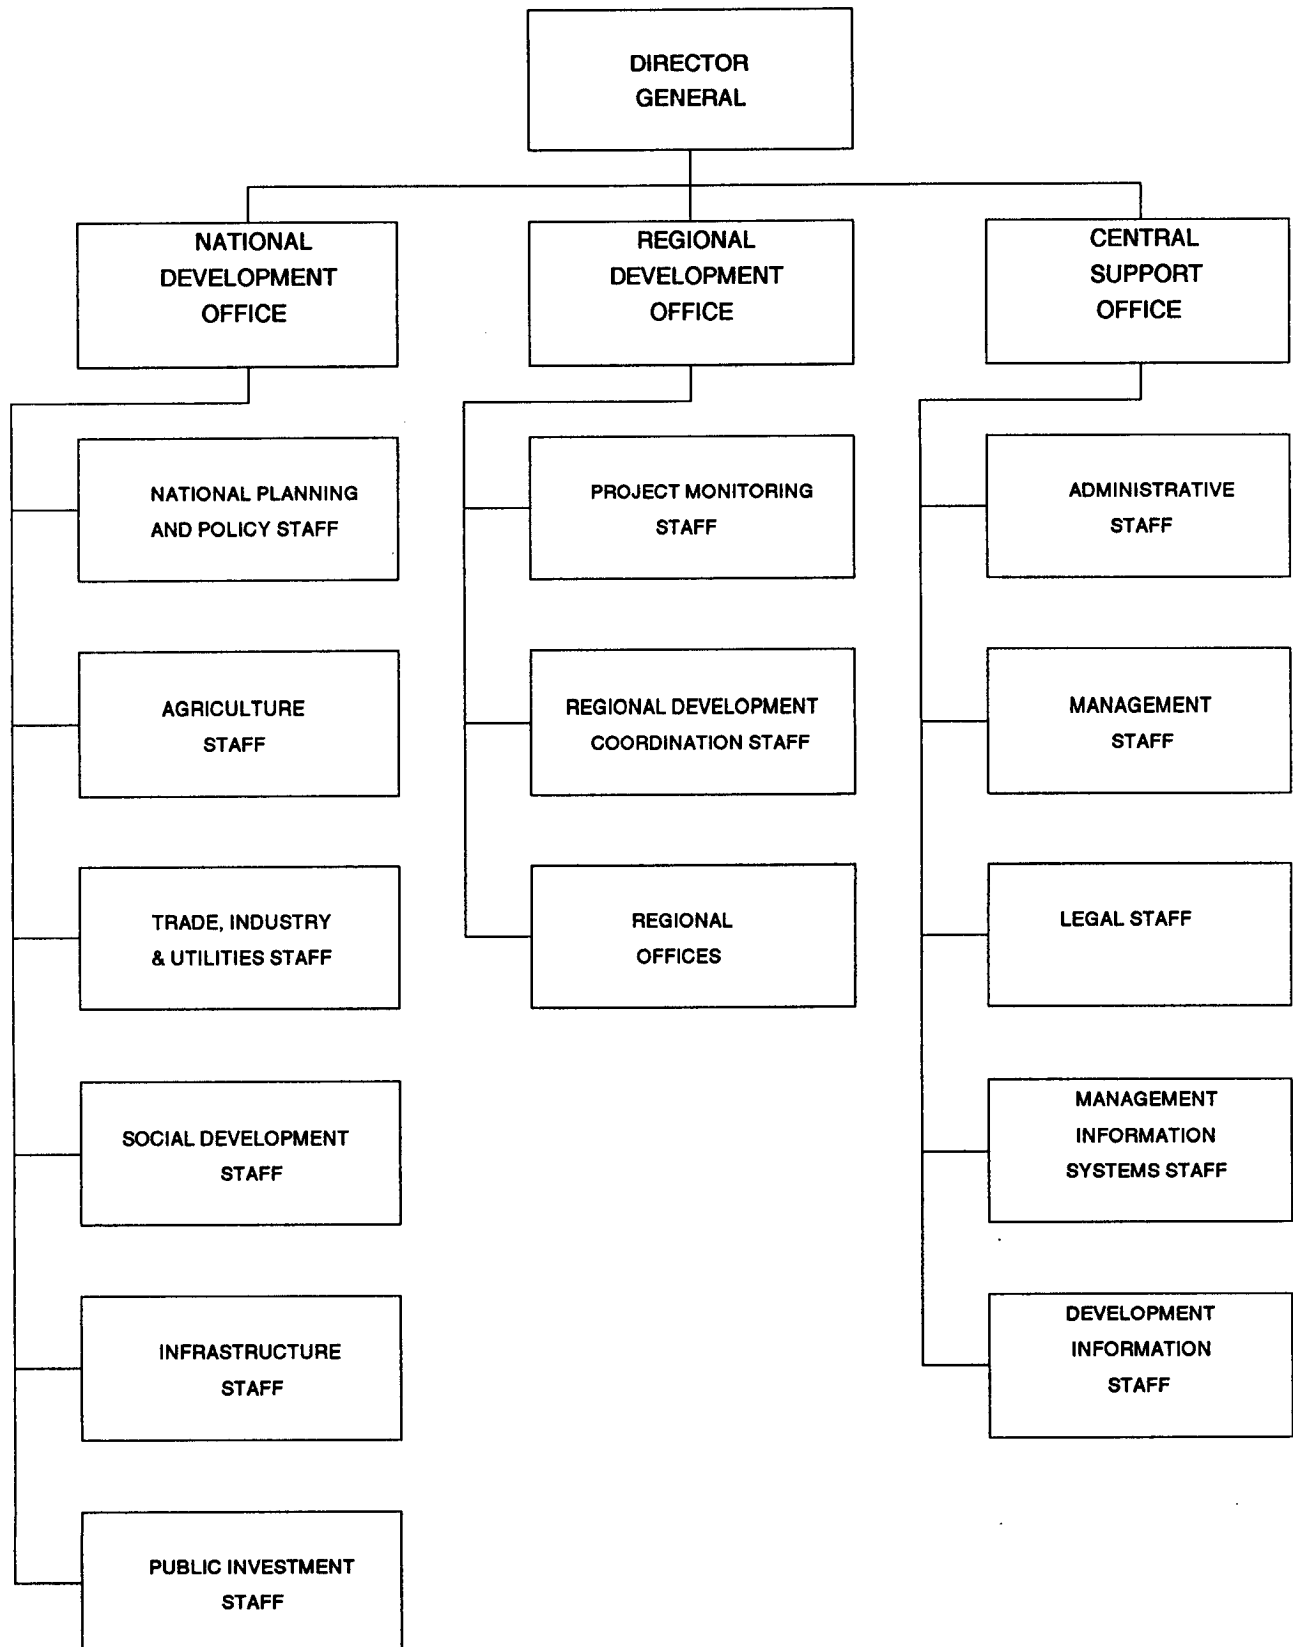 DIRECTOR
GENERAL
NATIONAL
DEVELOPMENT
OFFICE
REGIONAL
DEVELOPMENT
OFFICE
CENTRAL
SUPPORT
OFFICE
NATIONAL PLANNING
AND POLICY STAFF
PROJECT MONITORING
STAFF
ADMINISTRATIVE
STAFF
AGRICULTURE
STAFF
REGIONAL DEVELOPMENT
COORDINATION STAFF
MANAGEMENT
STAFF
TRADE, INDUSTRY
& UTILITIES STAFF
REGIONAL
OFFICES
LEGAL STAFF
SOCIAL DEVELOPMENT
STAFF
MANAGEMENT
INFORMATION
SYSTEMS STAFF
INFRASTRUCTURE
STAFF
DEVELOPMENT
INFORMATION
STAFF
PUBLIC INVESTMENT
STAFF